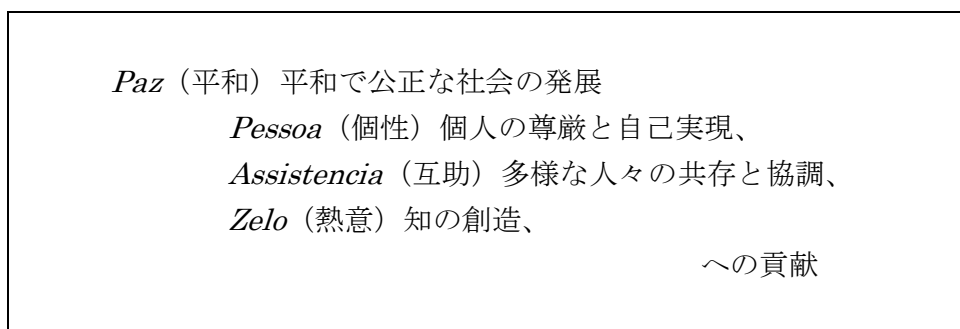 Paz（平和）平和で公正な社会の発展
Pessoa（個性）個人の尊厳と自己実現、
Assistencia（互助）多様な人々の共存と協調、
Zelo（熱意）知の創造、
への貢献